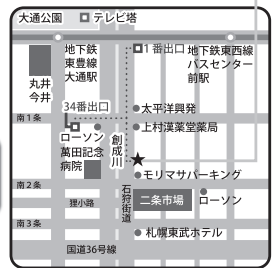 大通公園
テレビ塔
地下鉄
東豊線
大通駅
1番出口
地下鉄東西線
バスセンター
前駅
丸井
今井
34番出口
太平洋興発
南1条
上村漢薬堂薬局
ローソン
萬田記念
病院
創成川
モリマサパーキング
南2条
狸小路
石狩街道
二条市場
ローソン
南3条
札幌東武ホテル
国道36号線